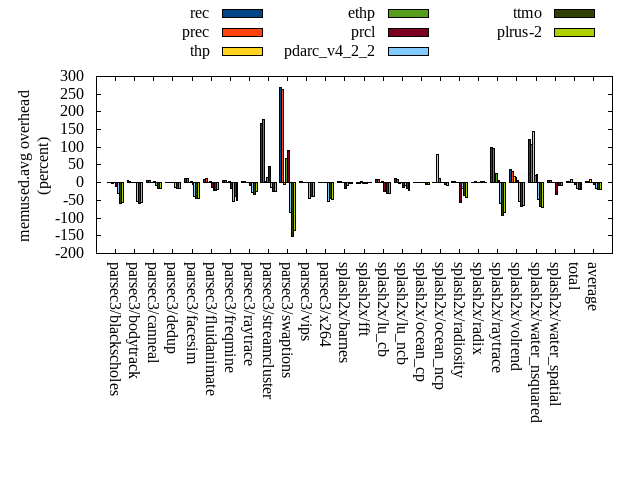 rec
prec
thp
ethp
prcl
pdarc_v4_2_2
ttmo
plrus-2
memused.avg overhead
(percent)
300
250
200
150
100
50
0
-50
-100
-150
-200
parsec3/blackscholes
parsec3/bodytrack
parsec3/canneal
parsec3/dedup
parsec3/facesim
parsec3/fluidanimate
parsec3/freqmine
parsec3/raytrace
parsec3/streamcluster
parsec3/swaptions
parsec3/vips
parsec3/x264
splash2x/barnes
splash2x/fft
splash2x/lu_cb
splash2x/lu_ncb
splash2x/ocean_cp
splash2x/ocean_ncp
splash2x/radiosity
splash2x/radix
splash2x/raytrace
splash2x/volrend
splash2x/water_nsquared
splash2x/water_spatial
total
average